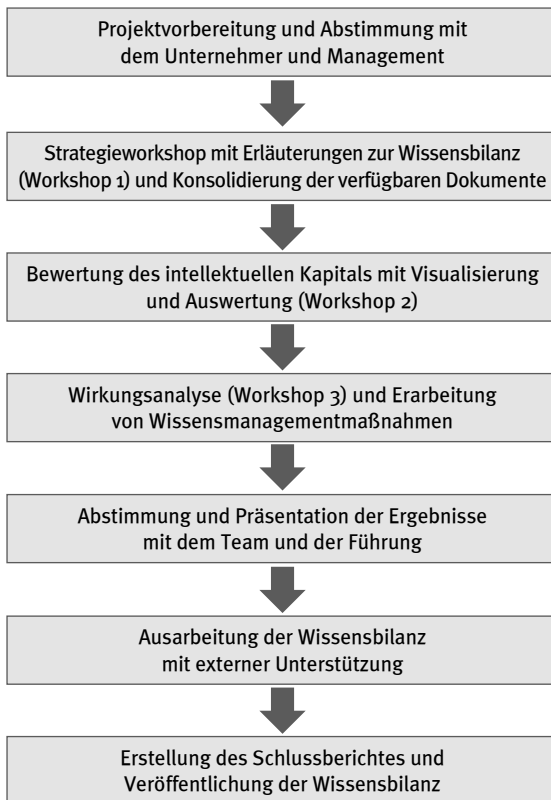 Projektvorbereitung und Abstimmung mit
dem Unternehmer und Management
Strategieworkshop mit Erläuterungen zur Wissensbilanz
(Workshop 1) und Konsolidierung der verfügbaren Dokumente
Bewertung des intellektuellen Kapitals mit Visualisierung
und Auswertung (Workshop 2)
Wirkungsanalyse (Workshop 3) und Erarbeitung
von Wissensmanagementmaßnahmen
Abstimmung und Präsentation der Ergebnisse
mit dem Team und der Führung
Ausarbeitung der Wissensbilanz
mit externer Unterstützung
Erstellung des Schlussberichtes und
Veröffentlichung der Wissensbilanz